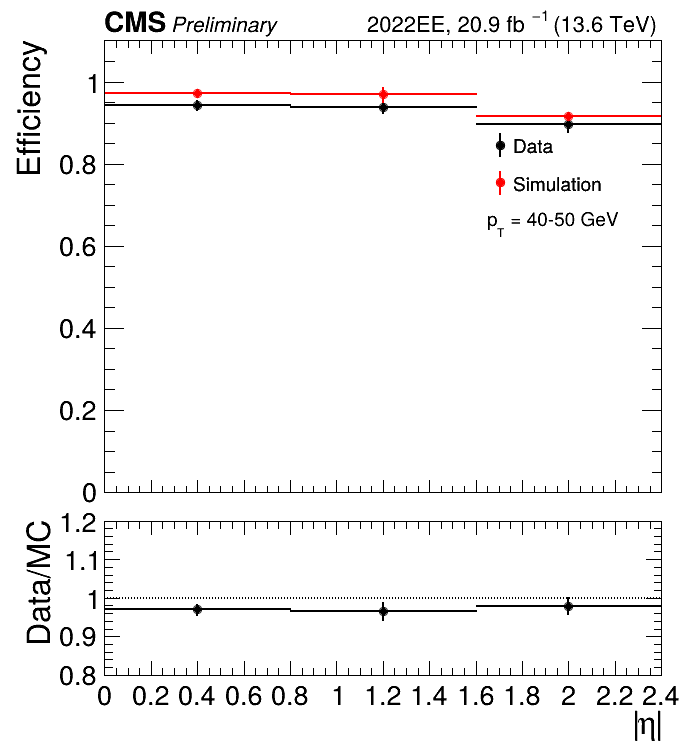 CMS Preliminary 2022EE, 20.9 fb⁻¹ (13.6 TeV)
Efficiency
1
0.8
0.6
0.4
0.2
0
Data
Simulation
p_T = 40-50 GeV
Data/MC
1.2
1.1
1
0.9
0.8
0 0.2 0.4 0.6 0.8 1 1.2 1.4 1.6 1.8 2 2.2 2.4
|η|